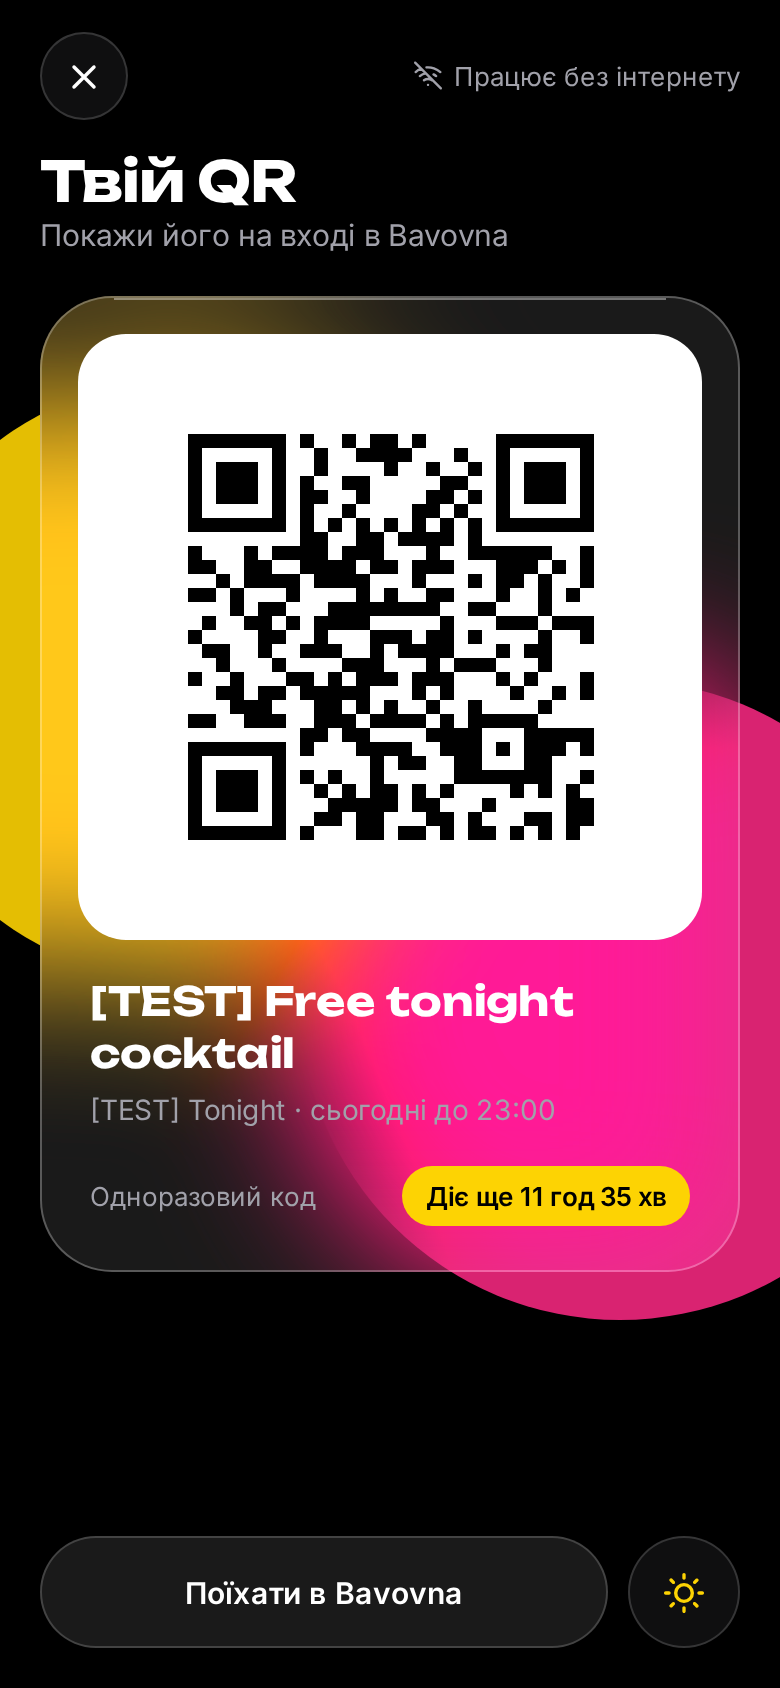 Працює без інтернету
Твій QR
Покажи його на вході в Bavovna
[TEST] Free tonight
cocktail
[TEST] Tonight · сьогодні до 23:00
Одноразовий код
Діє ще 11 год 35 хв
Поїхати в Bavovna